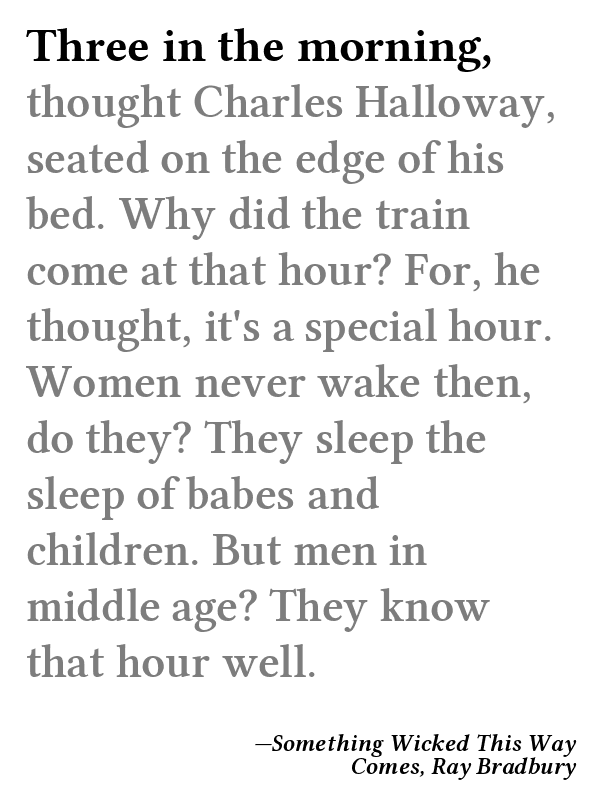 Three in the morning,
thought Charles Halloway,
seated on the edge of his
bed. Why did the train
come at that hour? For, he
thought, it's a special hour.
Women never wake then,
do they? They sleep the
sleep of babes and
children. But men in
middle age? They know
that hour well.
—Something Wicked This Way
Comes, Ray Bradbury